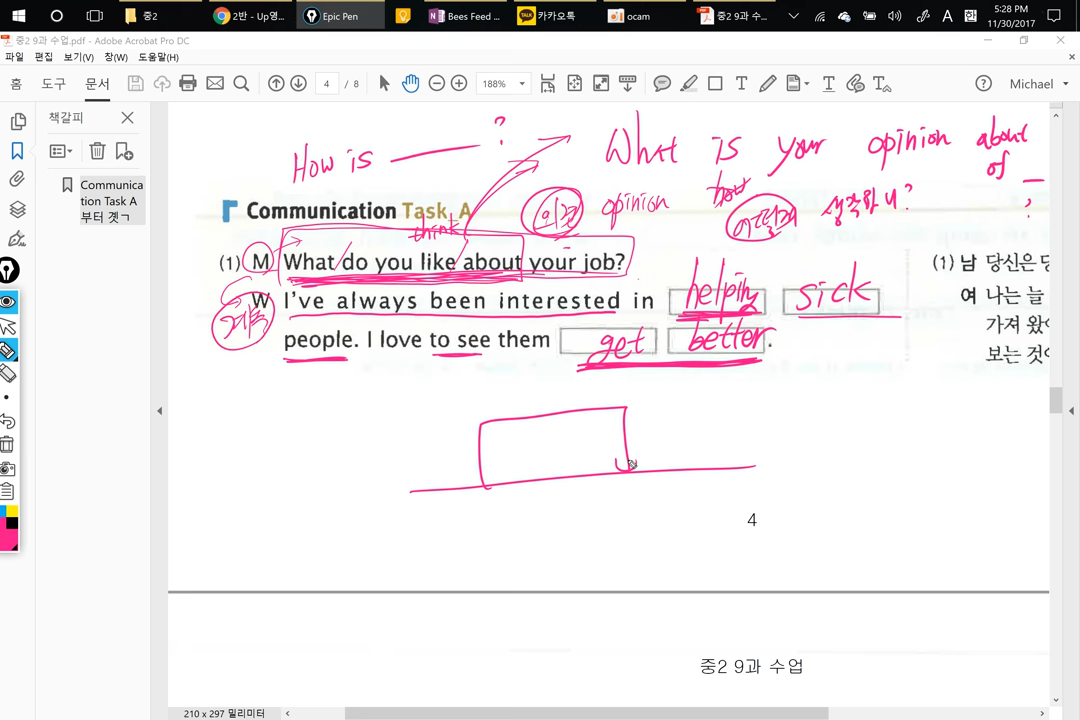 중2
2반 - Up영...
Epic Pen
Bees Feed ...
카카오톡
ocam
중2 9과 수...
A
한
5:28 PM
11/30/2017
중2 9과 수업.pdf - Adobe Acrobat Pro DC
파일 편집 보기(V) 창(W) 도움말(H)
홈 도구 문서
4 / 8
188%
Michael
책갈피
Communica
tion Task A
부터 곗ㄱ
How is ?
What is your opinion about
of
?
opinion how
의견
어떻게 생각하니?
Communication Task A
think
(1) M What do you like about your job?
W I've always been interested in helping sick
people. I love to see them get better.
(1) 남 당신은 당
여 나는 늘
가져 왔
보는 것
4
중2 9과 수업
210 x 297 밀리미터